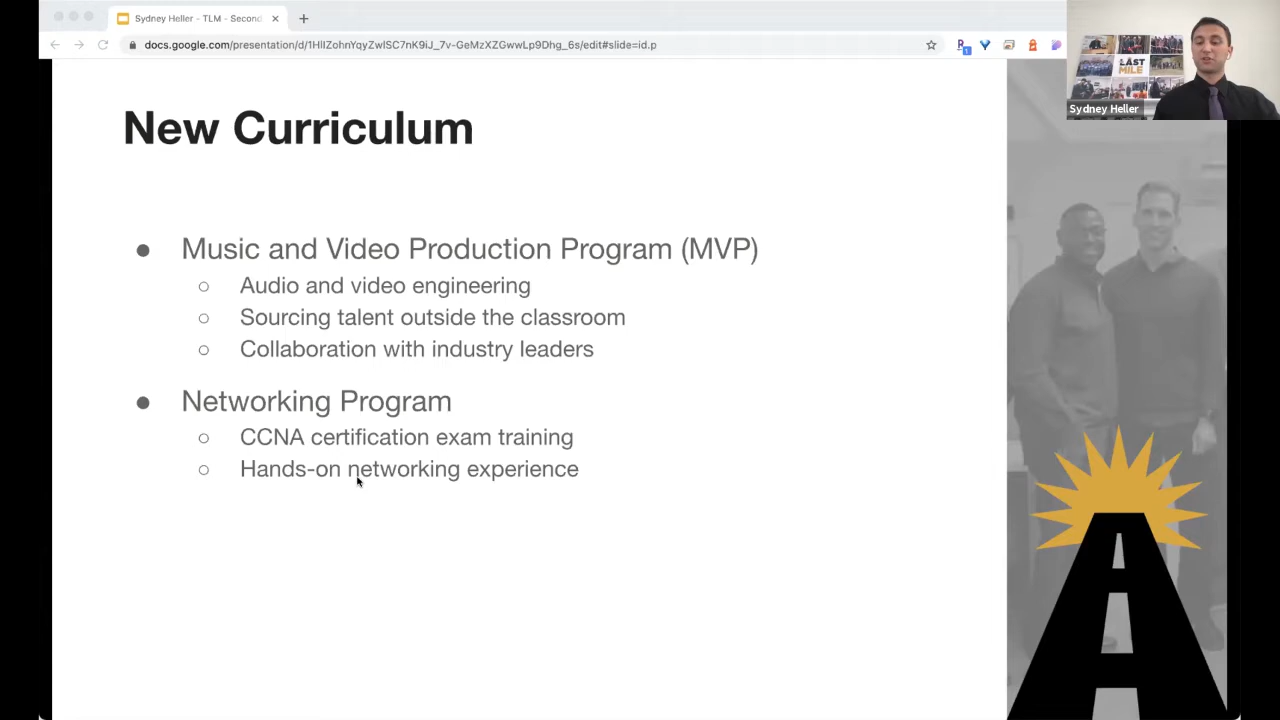 Sydney Heller - TLM - Second
docs.google.com/presentation/d/1HIIZohnYqyZwISC7nK9iJ_7v-GeMzXZGwwLp9Dhg_6s/edit#slide=id.p
LAST
MILE
Sydney Heller
New Curriculum
● Music and Video Production Program (MVP)
○ Audio and video engineering
○ Sourcing talent outside the classroom
○ Collaboration with industry leaders
● Networking Program
○ CCNA certification exam training
○ Hands-on networking experience